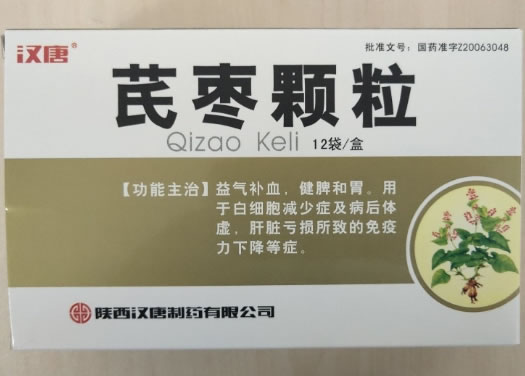 汉唐®
批准文号：国药准字Z20063048
芪枣颗粒
Qizao Keli 12袋/盒
【功能主治】益气补血，健脾和胃。用
于白细胞减少症及病后体
虚，肝脏亏损所致的免疫
力下降等症。
陕西汉唐制药有限公司